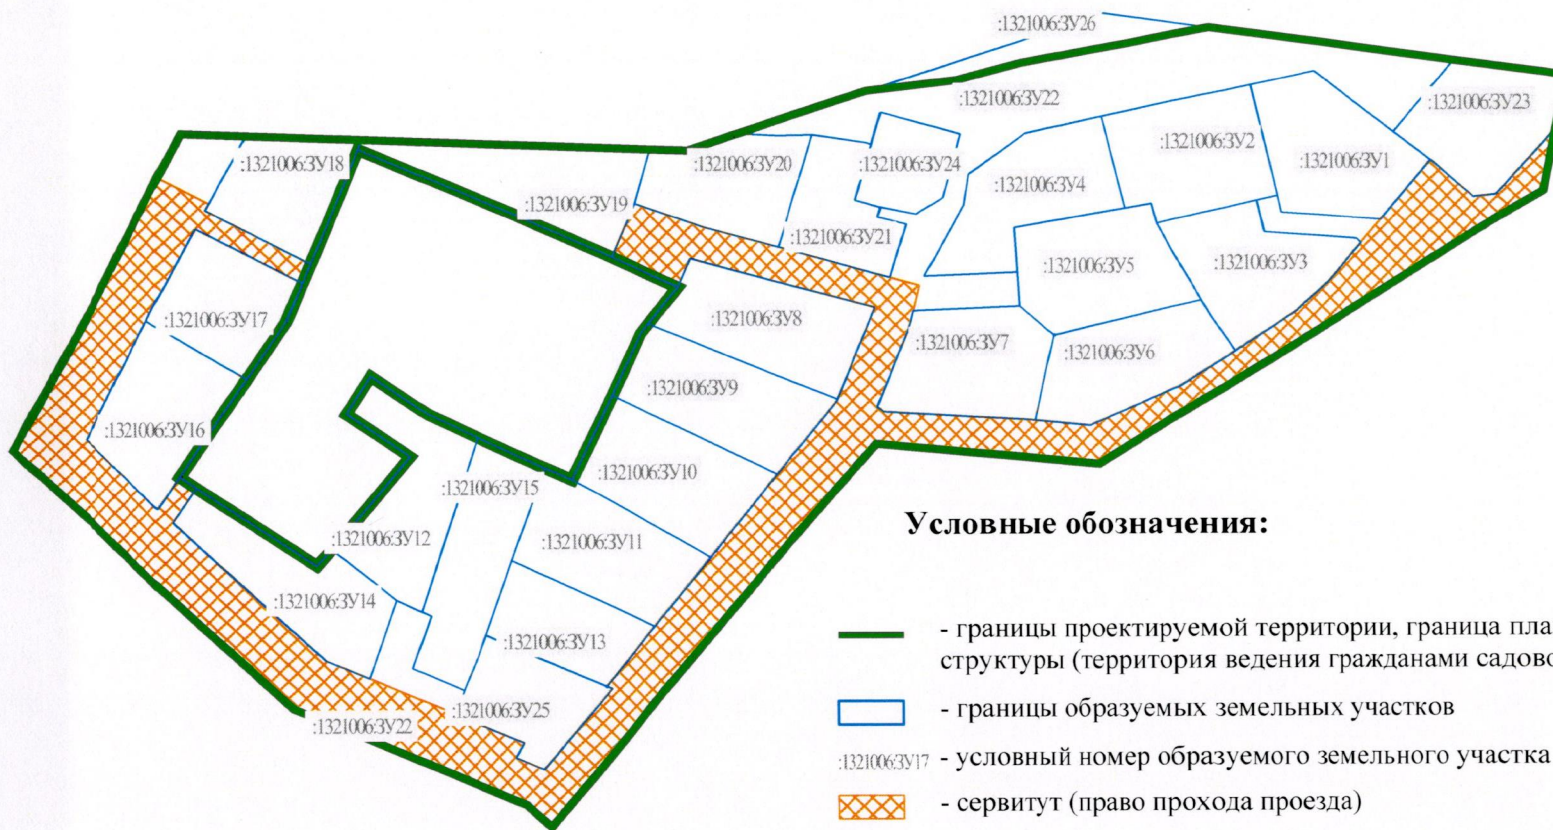 :1321006:ЗУ26
:1321006:ЗУ22
:1321006:ЗУ23
:1321006:ЗУ2
:1321006:ЗУ18
:1321006:ЗУ20
:1321006:ЗУ24
:1321006:ЗУ1
:1321006:ЗУ4
:1321006:ЗУ19
:1321006:ЗУ21
:1321006:ЗУ5
:1321006:ЗУ3
:1321006:ЗУ17
:1321006:ЗУ8
:1321006:ЗУ7
:1321006:ЗУ6
:1321006:ЗУ9
:1321006:ЗУ16
:1321006:ЗУ10
:1321006:ЗУ15
:1321006:ЗУ12
:1321006:ЗУ11
:1321006:ЗУ14
:1321006:ЗУ13
:1321006:ЗУ25
:1321006:ЗУ22
Условные обозначения:
- границы проектируемой территории, граница пла
структуры (территория ведения гражданами садово
- границы образуемых земельных участков
:1321006:ЗУ17 - условный номер образуемого земельного участка
- сервитут (право прохода проезда)